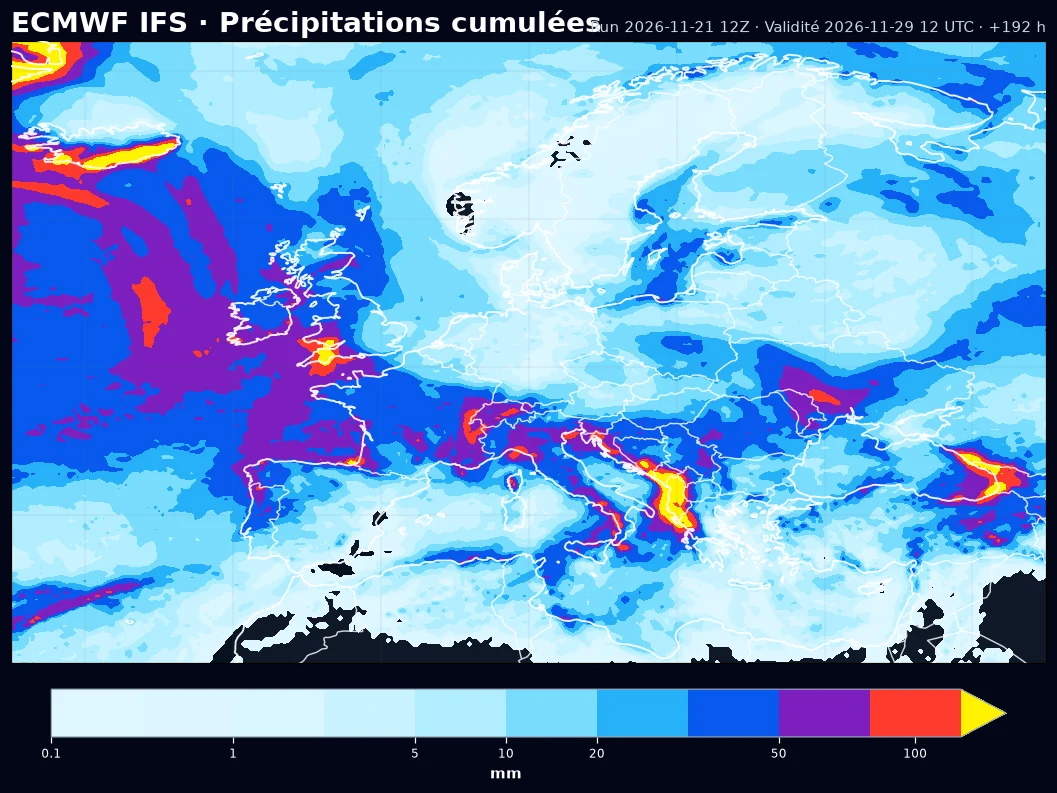 ECMWF IFS · Précipitations cumulées
Run 2026-11-21 12Z · Validité 2026-11-29 12 UTC · +192 h
0.1 1 5 10 20 50 100
mm